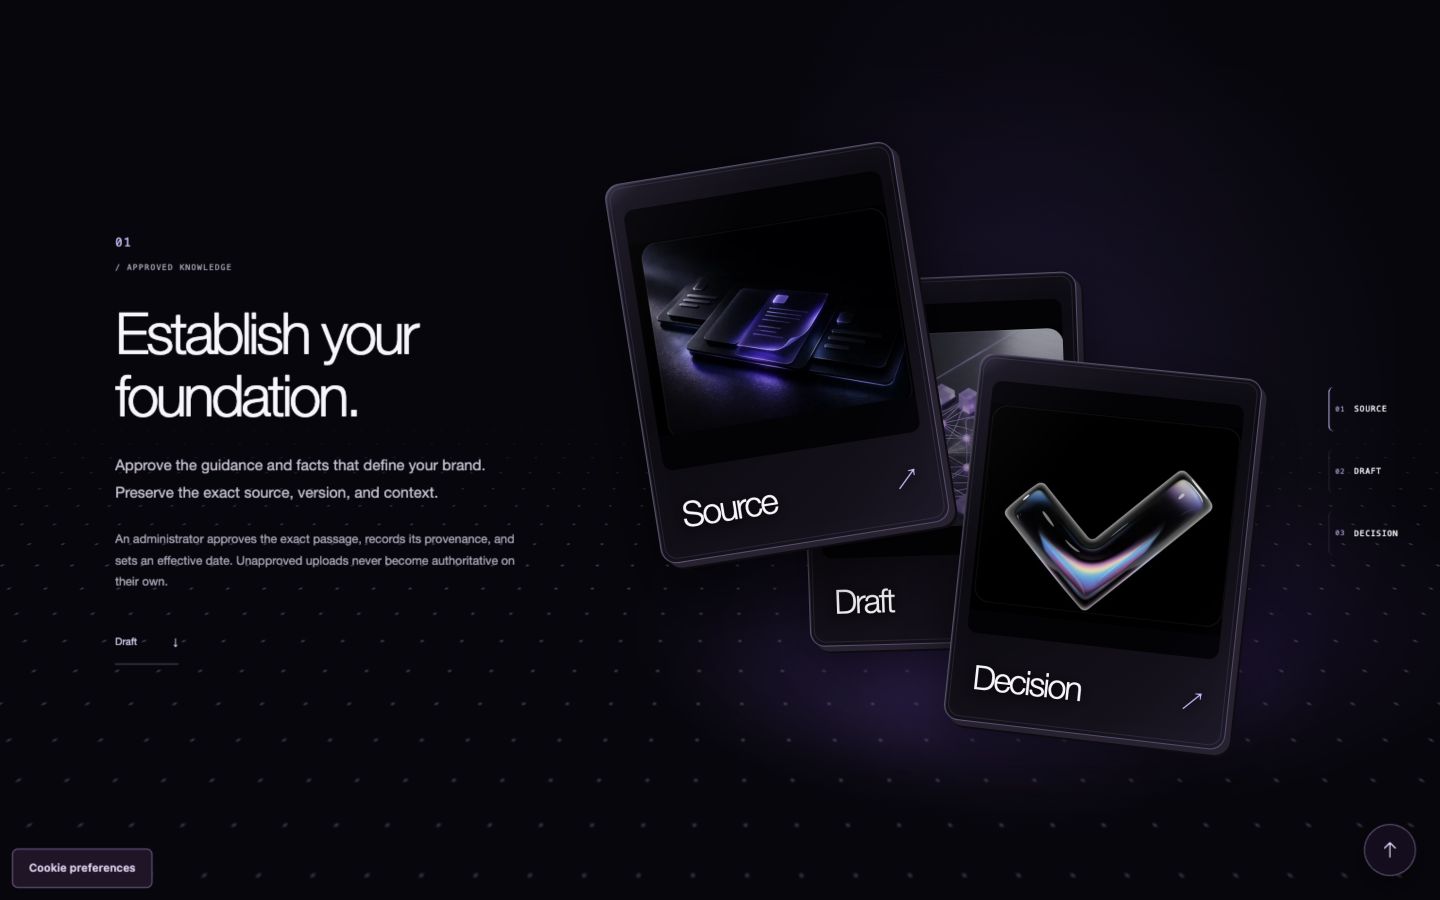 01
/ APPROVED KNOWLEDGE
Establish your
foundation.
Approve the guidance and facts that define your brand.
Preserve the exact source, version, and context.
An administrator approves the exact passage, records its provenance, and
sets an effective date. Unapproved uploads never become authoritative on
their own.
Draft ↓
Source
Draft
Decision
01 SOURCE
02 DRAFT
03 DECISION
Cookie preferences